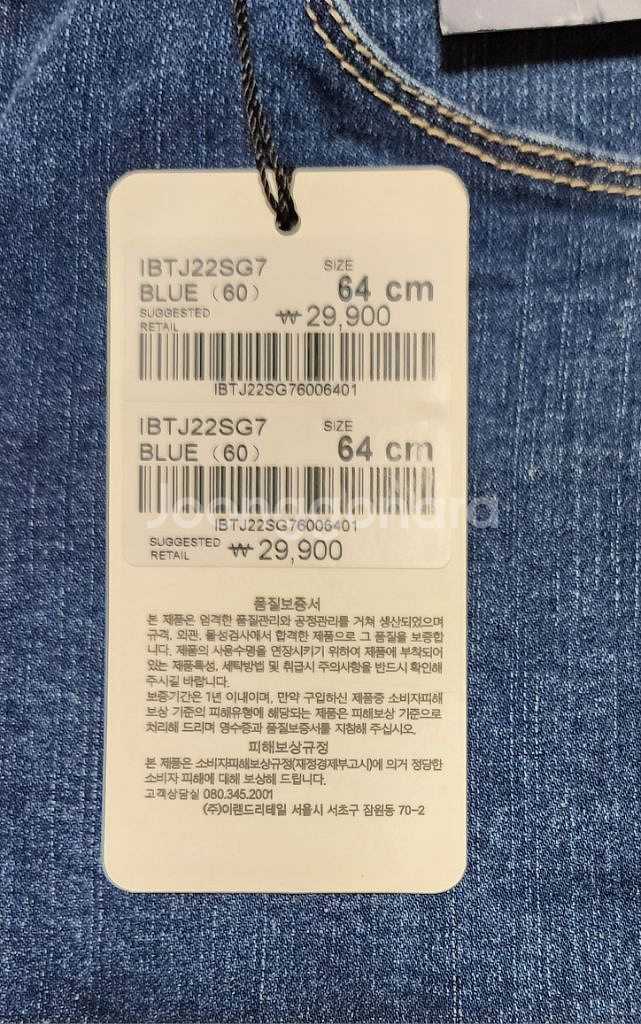 IBTJ22SG7 SIZE
BLUE (60) 64 cm
SUGGESTED
RETAIL ₩ 29,900
IBTJ22SG76006401
IBTJ22SG7 SIZE
BLUE (60) 64 cm
IBTJ22SG76006401
Joonggonara
SUGGESTED
RETAIL ₩ 29,900
품질보증서
본 제품은 엄격한 품질관리와 공정관리를 거쳐 생산되었으며
규격, 외관, 물성검사에서 합격한 제품으로 그 품질을 보증합
니다. 제품의 사용수명을 연장시키기 위하여 제품에 부착되어
있는 제품특성, 세탁방법 및 취급시 주의사항을 반드시 확인해
주시길 바랍니다.
보증기간은 1년 이내이며, 만약 구입하신 제품중 소비자피해
보상 기준의 피해유형에 해당되는 제품은 피해보상 기준으로
처리해 드리며 영수증과 품질보증서를 지참해 주십시오.
피해보상규정
본 제품은 소비자피해보상규정(재정경제부고시)에 의거 정당한
소비자 피해에 대해 보상해 드립니다.
고객상담실 080.345.2001
(주)이랜드리테일 서울시 서초구 잠원동 70-2